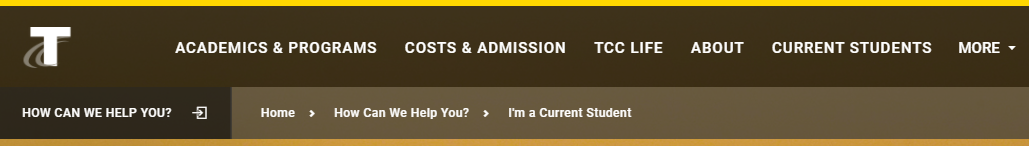 T
ACADEMICS & PROGRAMS COSTS & ADMISSION TCC LIFE ABOUT CURRENT STUDENTS MORE
HOW CAN WE HELP YOU? Home › How Can We Help You? › I'm a Current Student